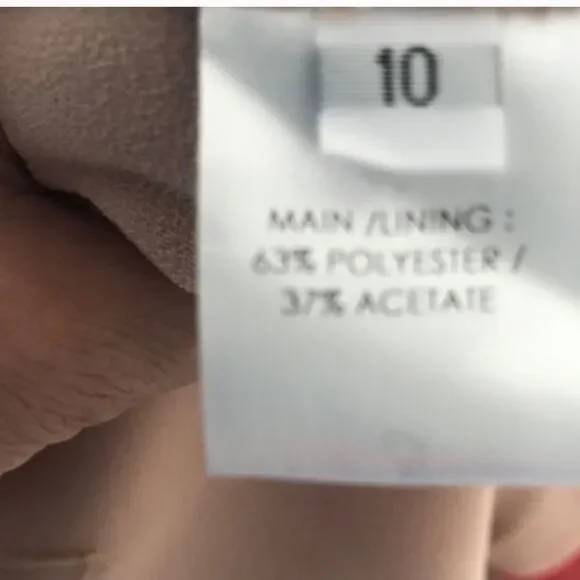 10
MAIN /LINING :
63% POLYESTER /
37% ACETATE